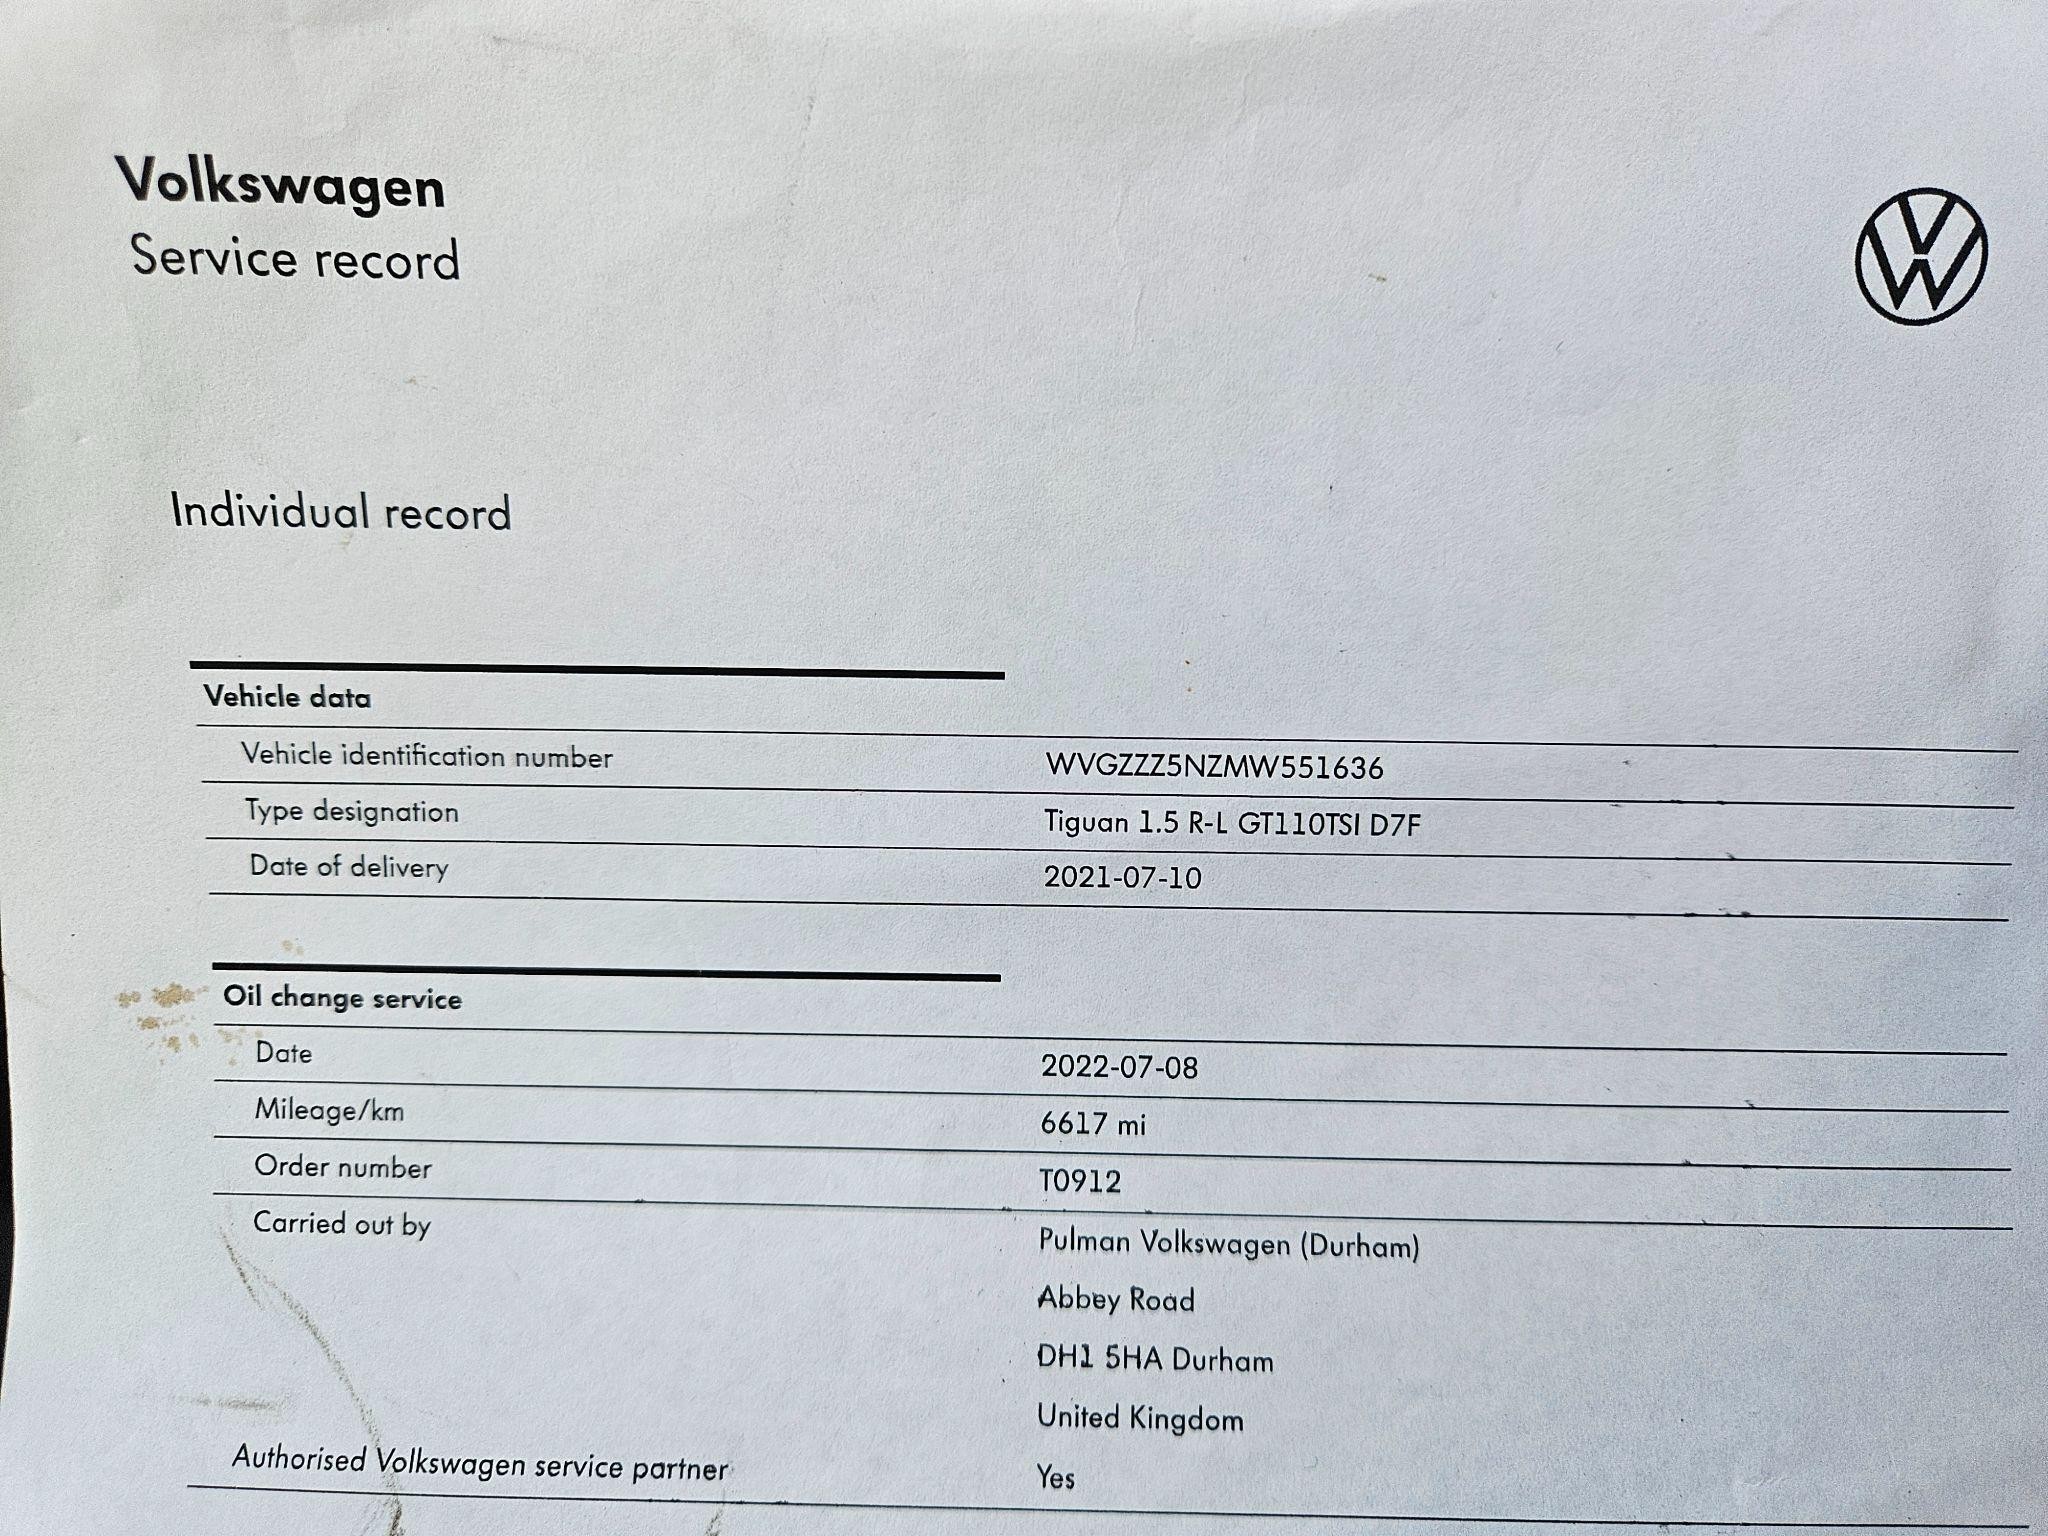 Volkswagen
Service record
Individual record
Vehicle data
Vehicle identification number WVGZZZ5NZMW551636
Type designation Tiguan 1.5 R-L GT110TSI D7F
Date of delivery 2021-07-10
Oil change service
Date 2022-07-08
Mileage/km 6617 mi
Order number T0912
Carried out by Pulman Volkswagen (Durham)
Abbey Road
DH1 5HA Durham
United Kingdom
Authorised Volkswagen service partner Yes